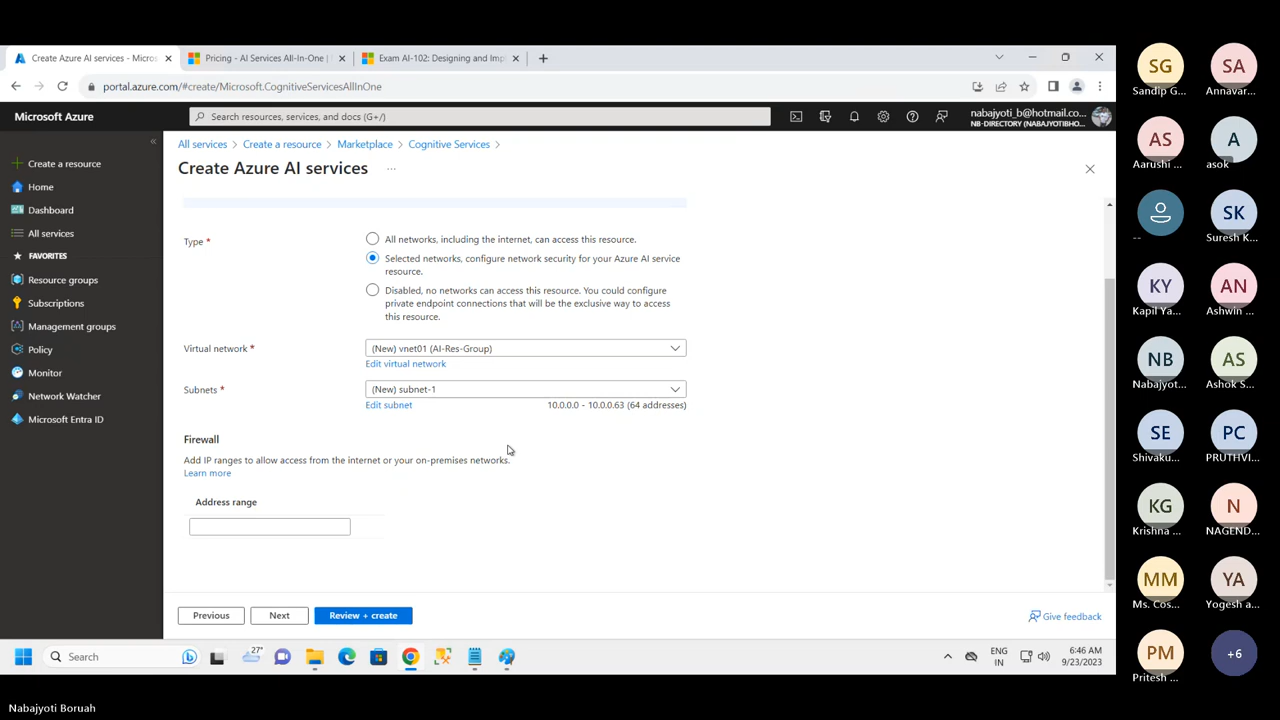 Create Azure AI services - Micros
Pricing - AI Services All-In-One |
Exam AI-102: Designing and Imp
portal.azure.com/#create/Microsoft.CognitiveServicesAllInOne
Microsoft Azure
Search resources, services, and docs (G+/)
nabajyoti_b@hotmail.co...
NB-DIRECTORY (NABAJYOTIBHO...
Create a resource
Home
Dashboard
All services
FAVORITES
Resource groups
Subscriptions
Management groups
Policy
Monitor
Network Watcher
Microsoft Entra ID
All services > Create a resource > Marketplace > Cognitive Services >
Create Azure AI services ...
Type *
All networks, including the internet, can access this resource.
Selected networks, configure network security for your Azure AI service
resource.
Disabled, no networks can access this resource. You could configure
private endpoint connections that will be the exclusive way to access
this resource.
Virtual network *
(New) vnet01 (AI-Res-Group)
Edit virtual network
Subnets *
(New) subnet-1
Edit subnet
10.0.0.0 - 10.0.0.63 (64 addresses)
Firewall
Add IP ranges to allow access from the internet or your on-premises networks.
Learn more
Address range
Previous
Next
Review + create
Give feedback
Search
27°
ENG
IN
6:46 AM
9/23/2023
SG
Sandip G...
SA
Annavar...
AS
Aarushi ...
A
asok
--
SK
Suresh K...
KY
Kapil Ya...
AN
Ashwin ...
NB
Nabajyot...
AS
Ashok S...
SE
Shivaku...
PC
PRUTHVI...
KG
Krishna ...
N
NAGEND...
MM
Ms. Cos...
YA
Yogesh a...
PM
Pritesh ...
+6
Nabajyoti Boruah